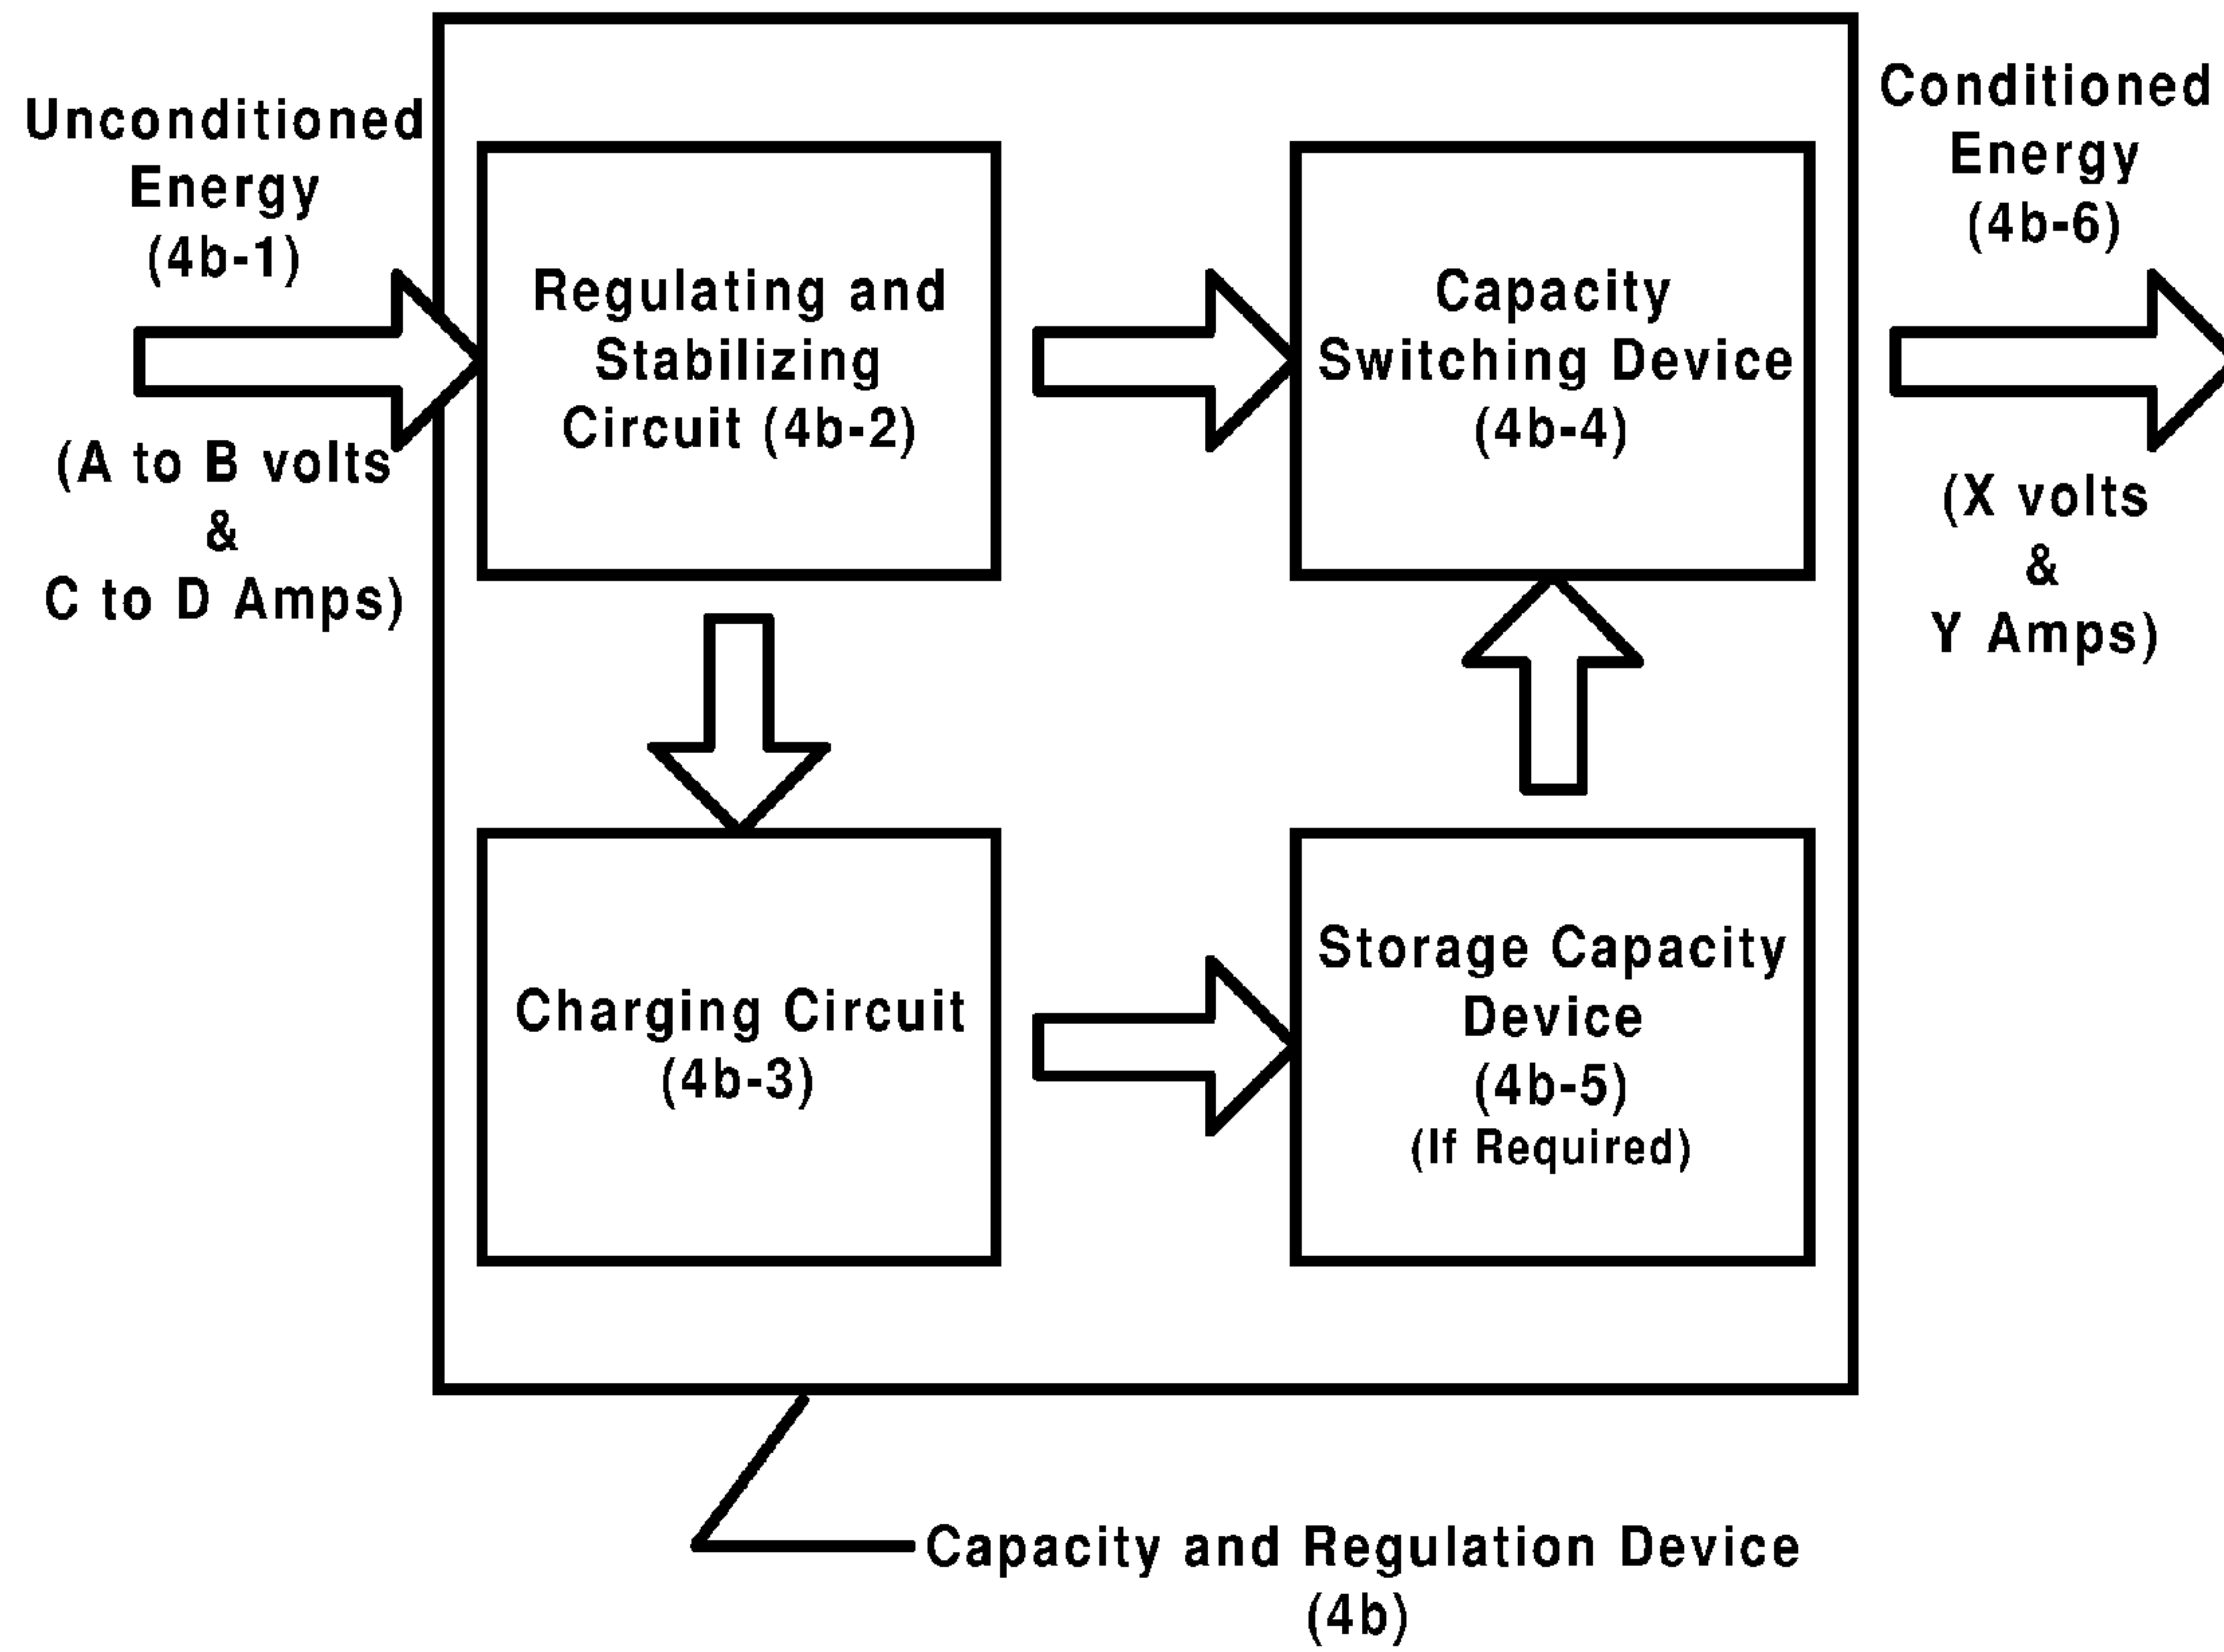 Unconditioned
Energy
(4b-1)
(A to B volts
&
C to D Amps)
Regulating and
Stabilizing
Circuit (4b-2)
Capacity
Switching Device
(4b-4)
Conditioned
Energy
(4b-6)
(X volts
&
Y Amps)
Charging Circuit
(4b-3)
Storage Capacity
Device
(4b-5)
(If Required)
Capacity and Regulation Device
(4b)